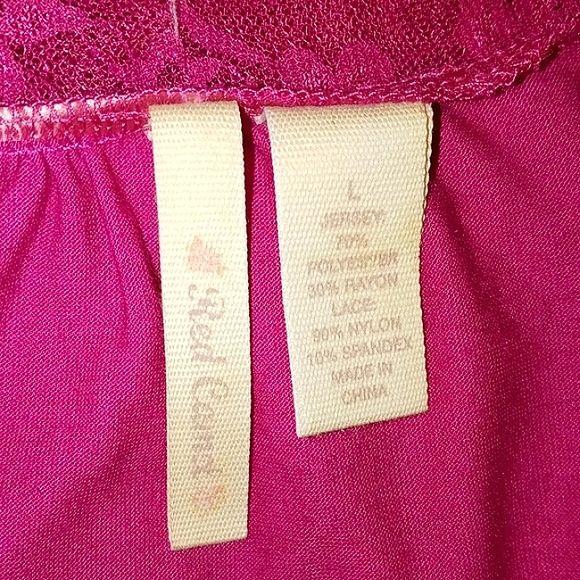 Red Camel
L
JERSEY:
70%
POLYESTER
30% RAYON
LACE:
90% NYLON
10% SPANDEX
MADE IN
CHINA